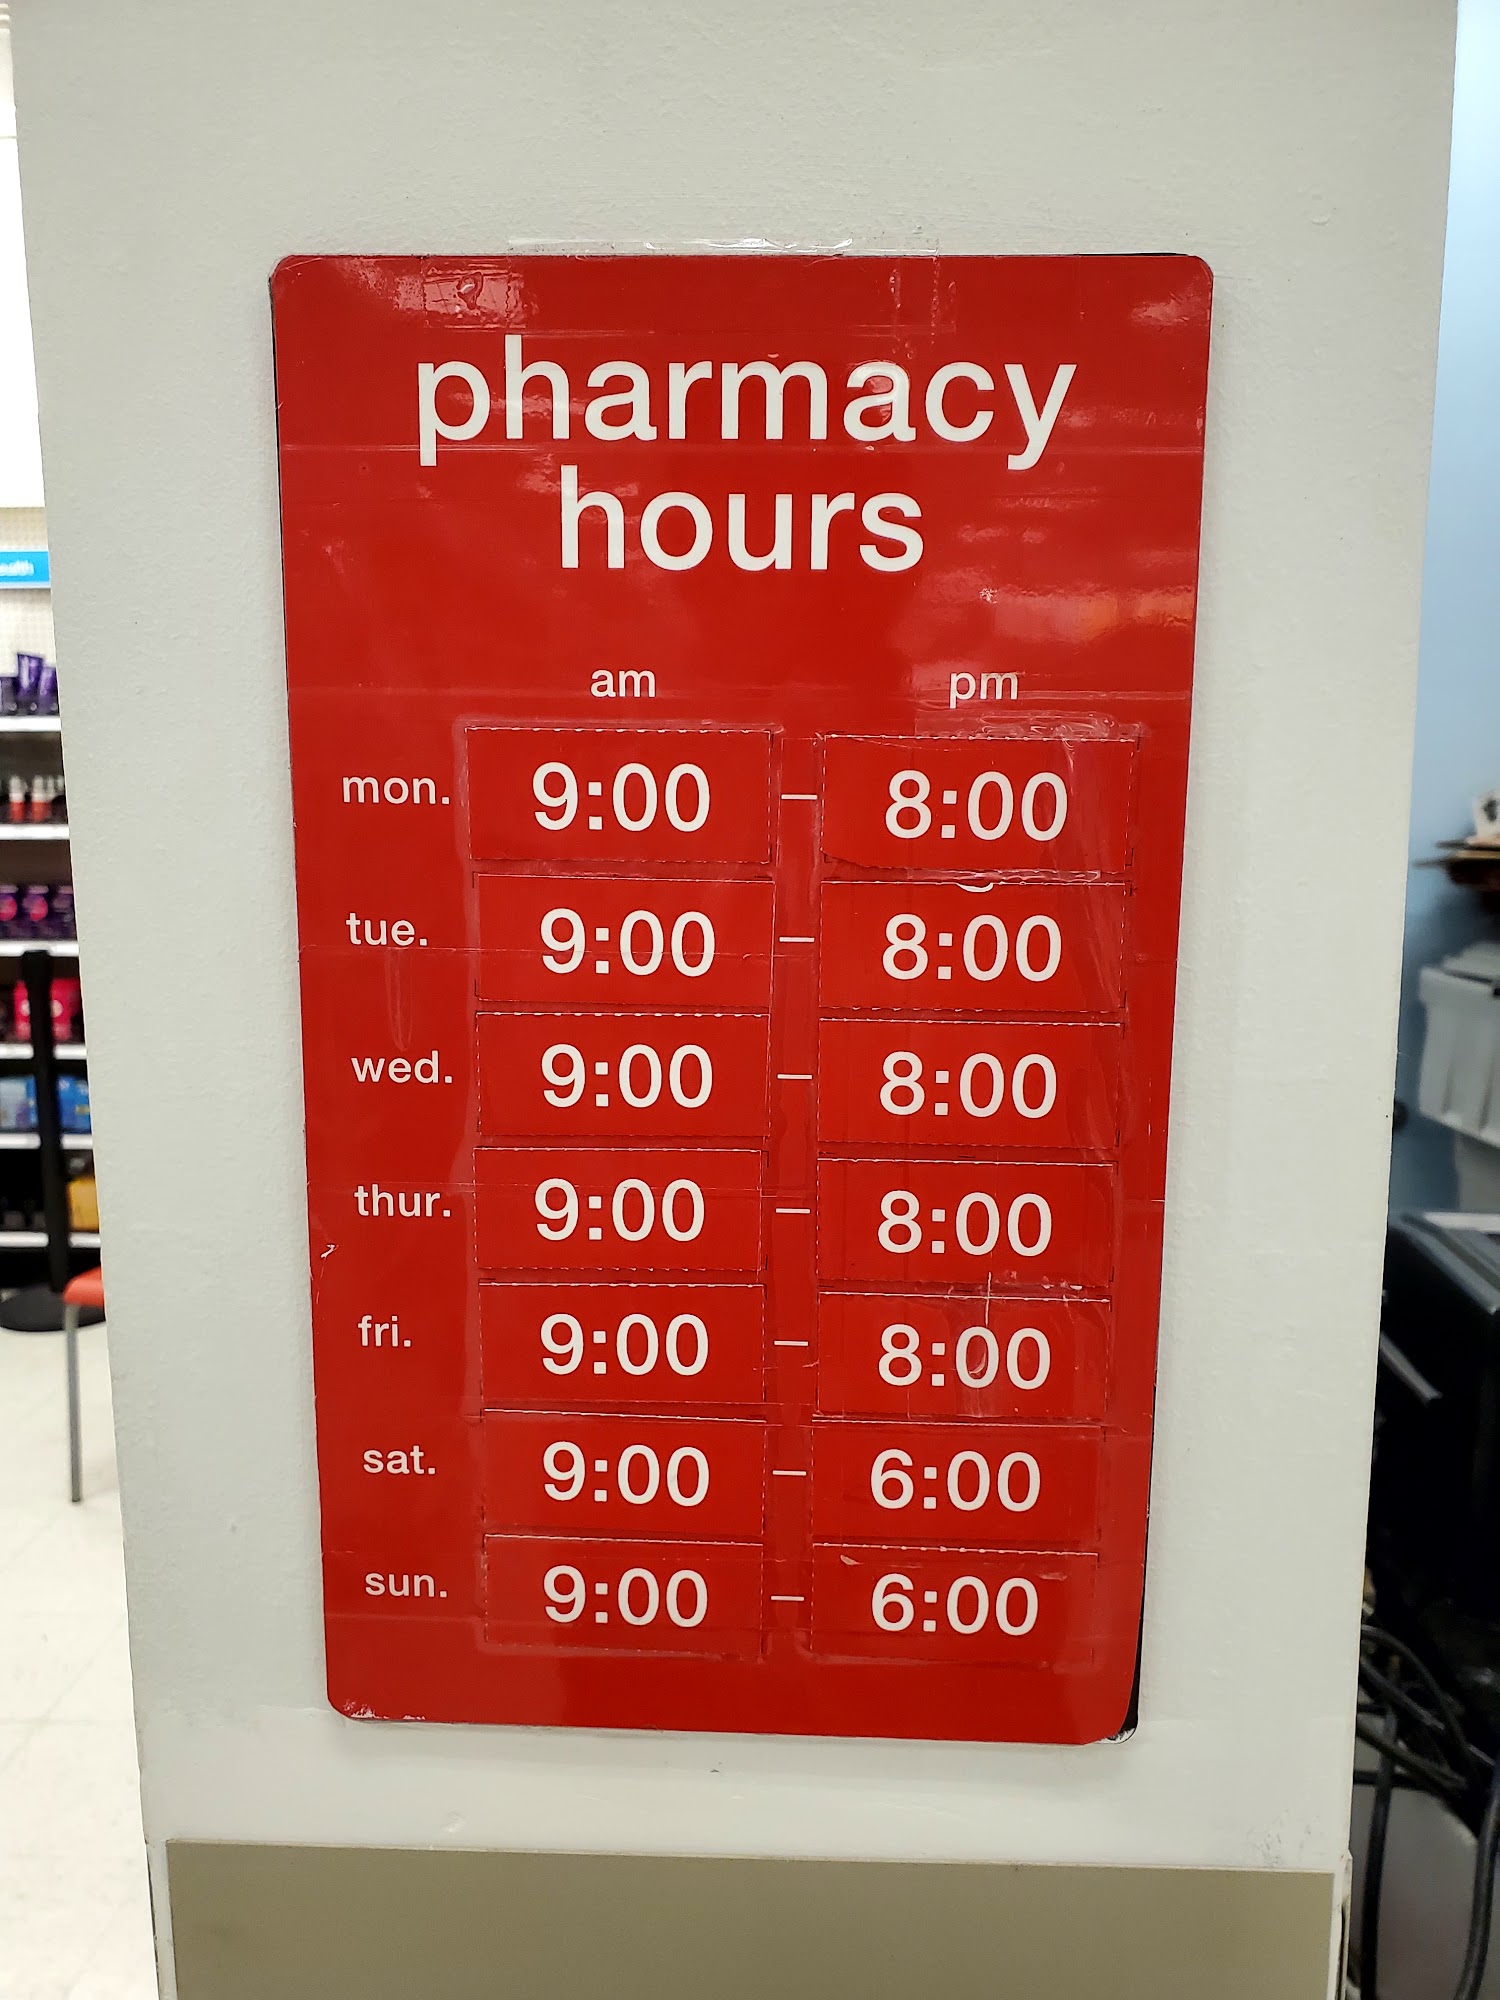 pharmacy
hours
am pm
mon. 9:00 – 8:00
tue. 9:00 – 8:00
wed. 9:00 – 8:00
thur. 9:00 – 8:00
fri. 9:00 – 8:00
sat. 9:00 – 6:00
sun. 9:00 – 6:00